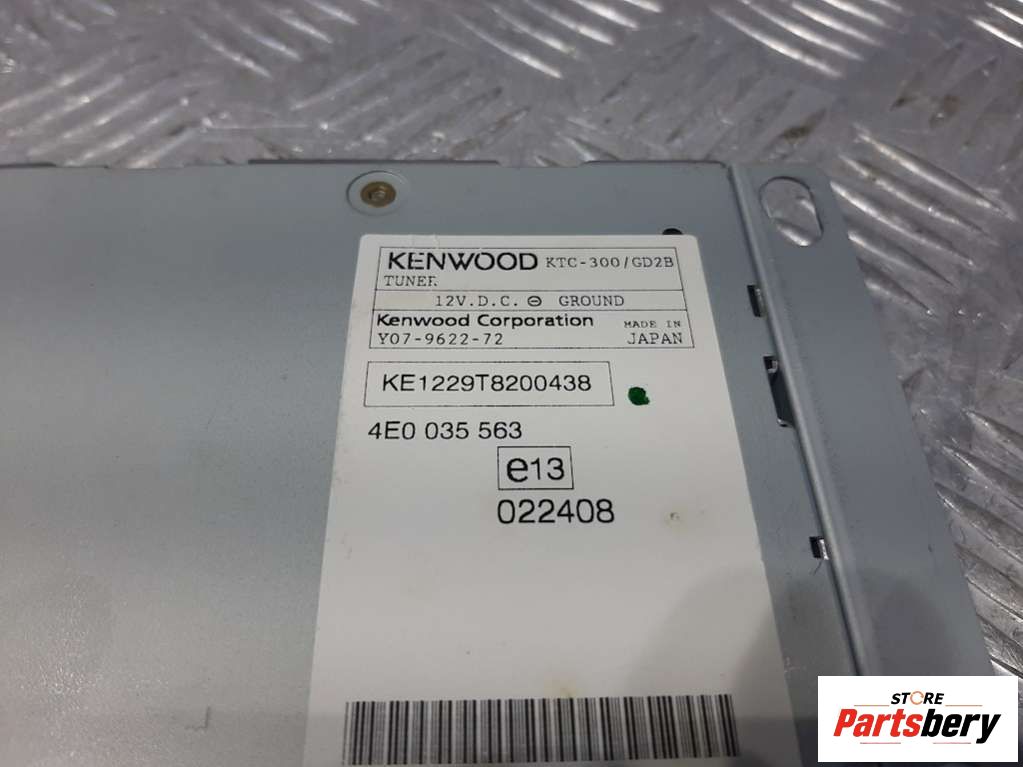 KENWOOD KTC-300/GD2B
TUNER
12V.D.C. ⊖ GROUND
Kenwood Corporation MADE IN
Y07-9622-72 JAPAN
KE1229T8200438
4E0 035 563
e13
022408
STORE
Partsbery